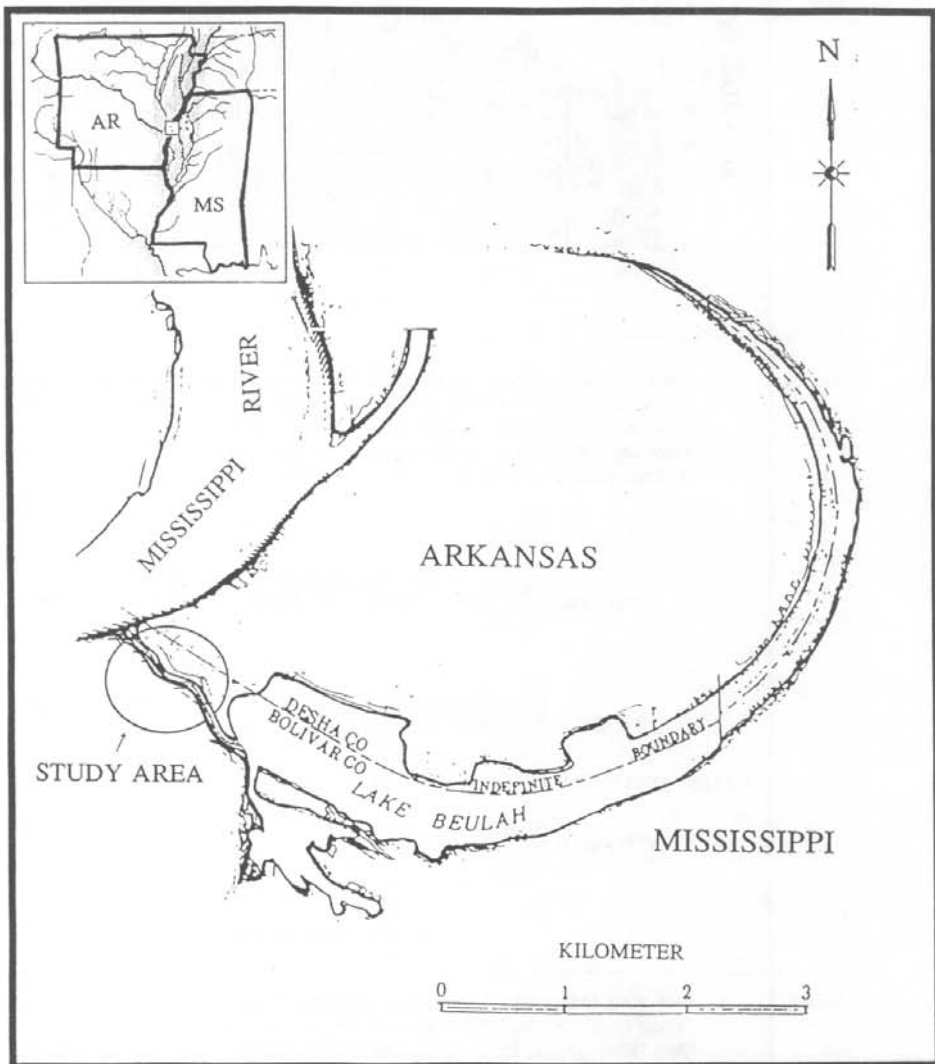 AR
MS
N
MISSISSIPPI RIVER
ARKANSAS
STUDY AREA
DESHA CO
BOLIVAR CO
INDEFINITE BOUNDARY
LAKE BEULAH
MISSISSIPPI
KILOMETER
0 1 2 3